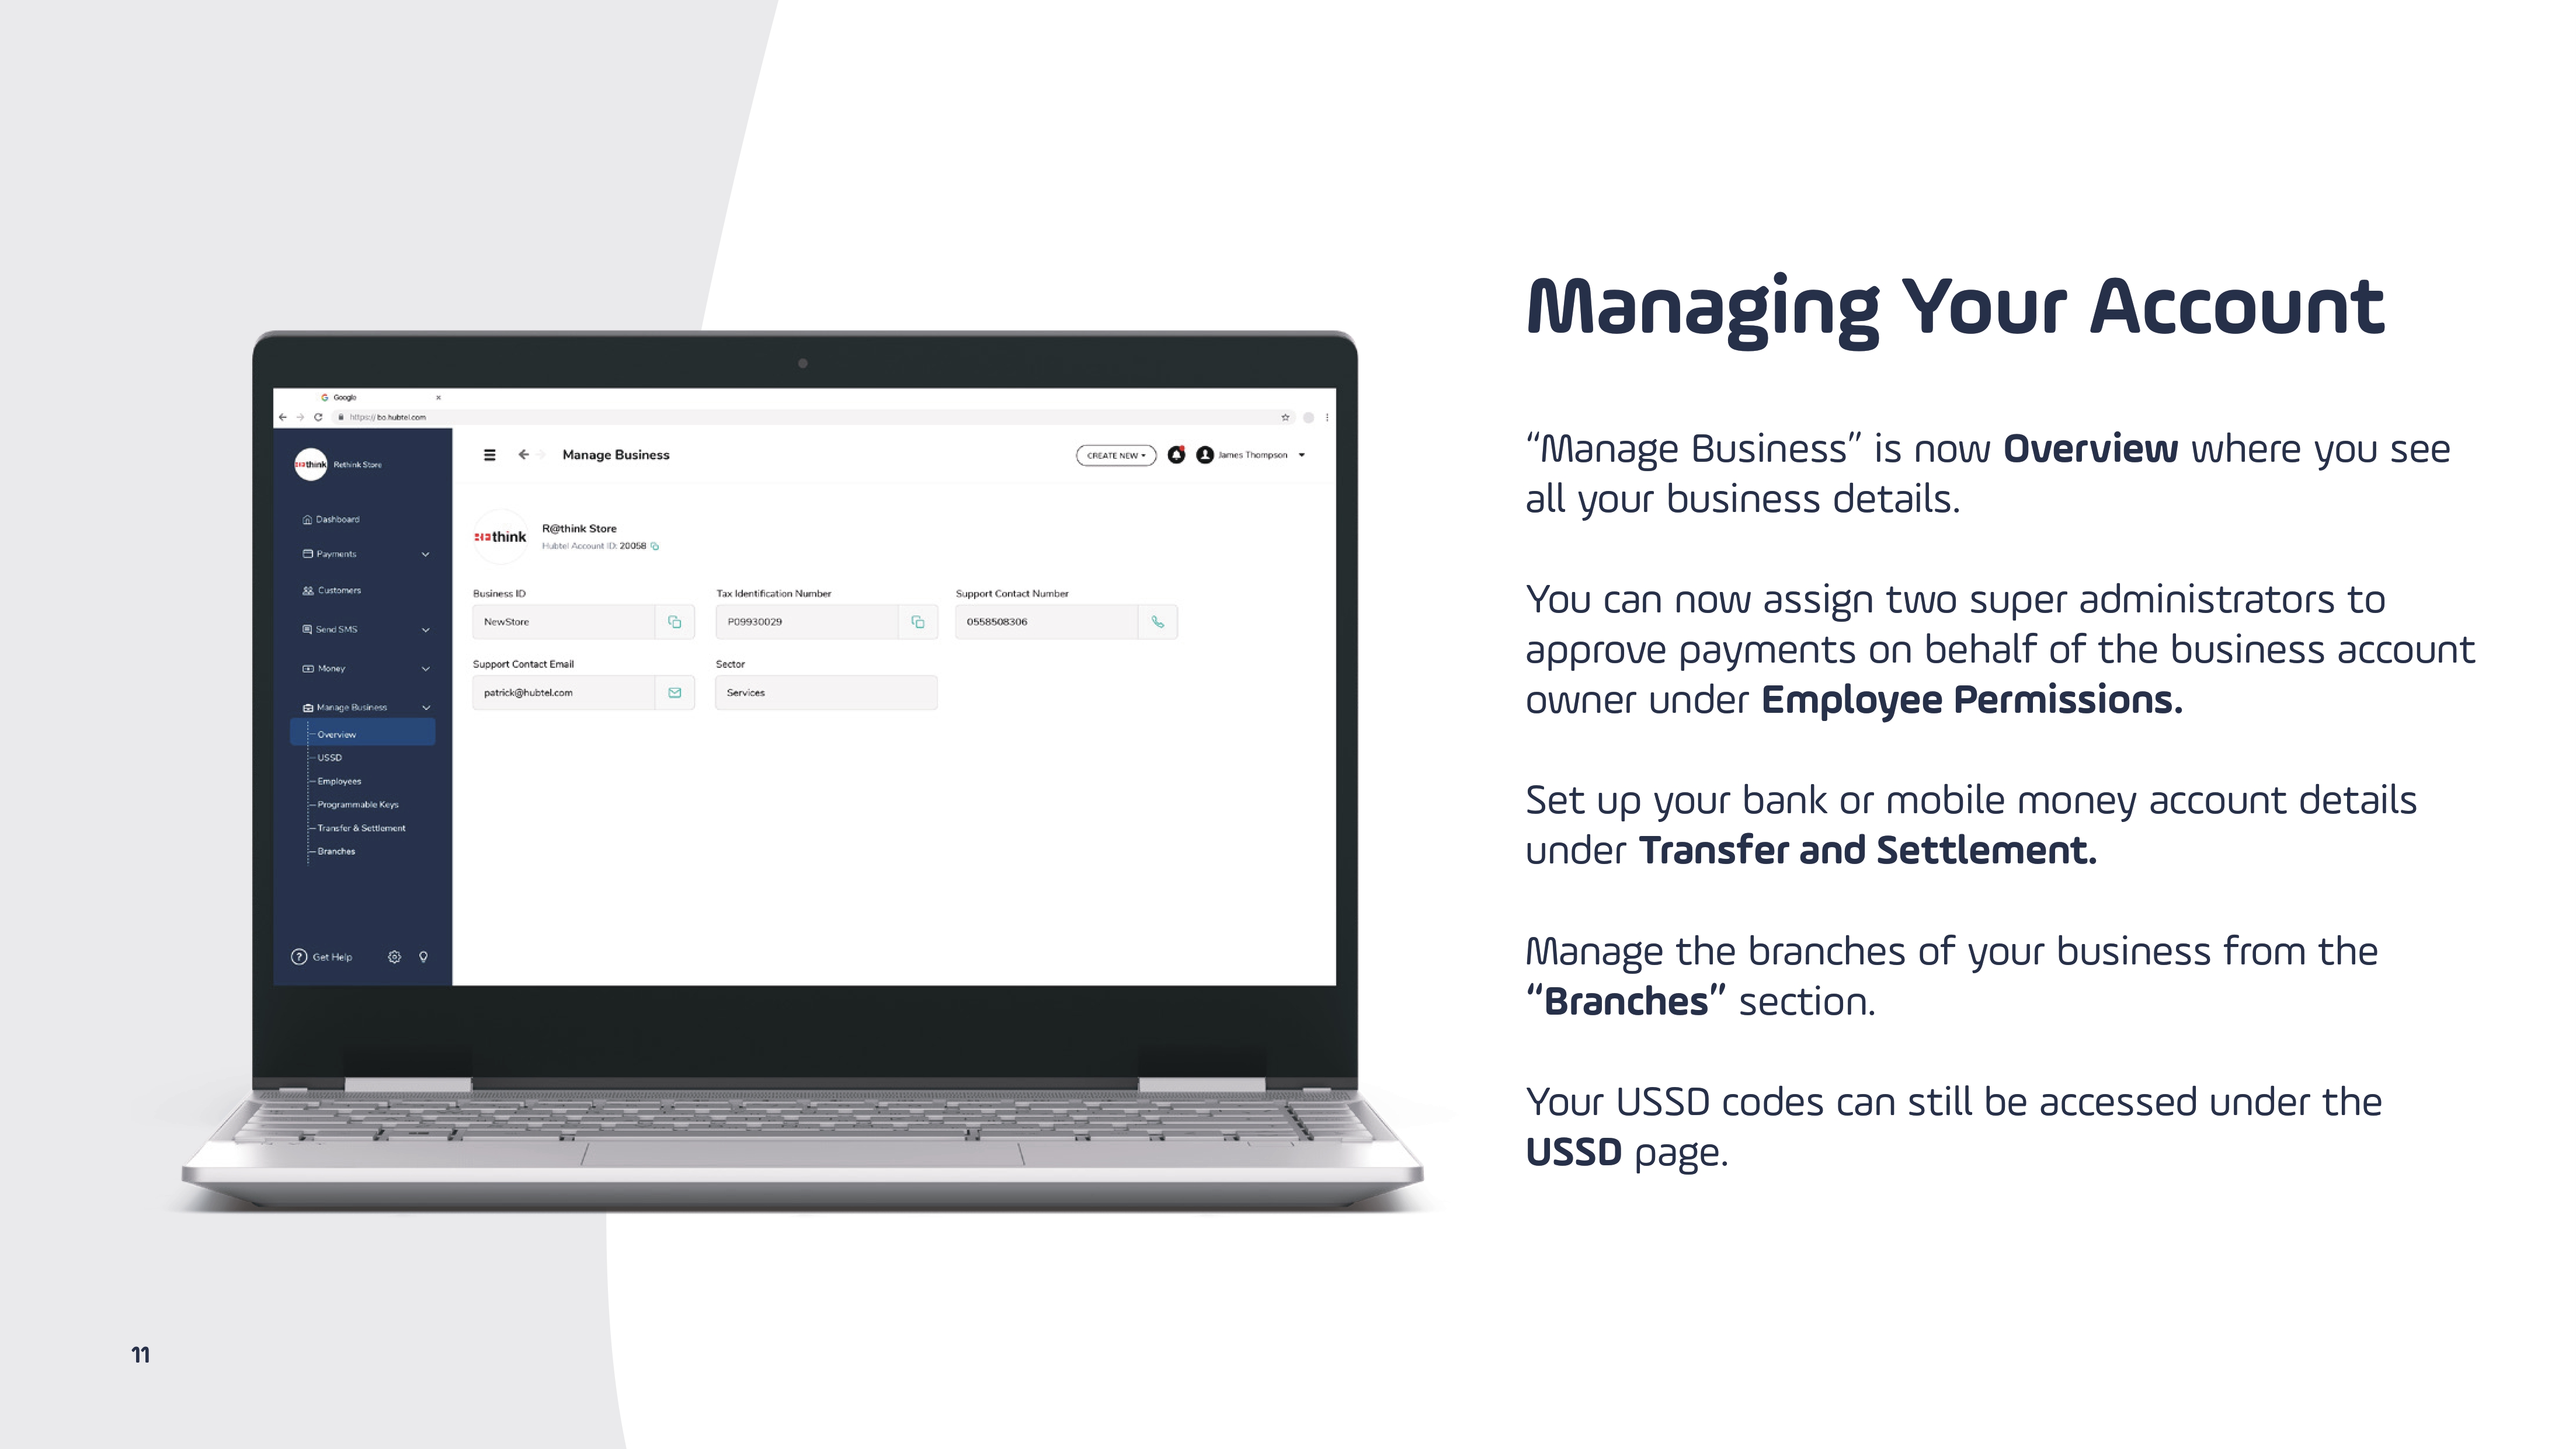 Google
https://bo.hubtel.com
think Rethink Store
Manage Business
CREATE NEW
James Thompson
Dashboard
Payments
Customers
Send SMS
Money
Manage Business
Overview
USSD
Employees
Programmable Keys
Transfer & Settlement
Branches
Get Help
think
R@think Store
Hubtel Account ID: 20058
Business ID
NewStore
Tax Identification Number
P09930029
Support Contact Number
0558508306
Support Contact Email
patrick@hubtel.com
Sector
Services
Managing Your Account
“Manage Business” is now Overview where you see
all your business details.
You can now assign two super administrators to
approve payments on behalf of the business account
owner under Employee Permissions.
Set up your bank or mobile money account details
under Transfer and Settlement.
Manage the branches of your business from the
“Branches” section.
Your USSD codes can still be accessed under the
USSD page.
11